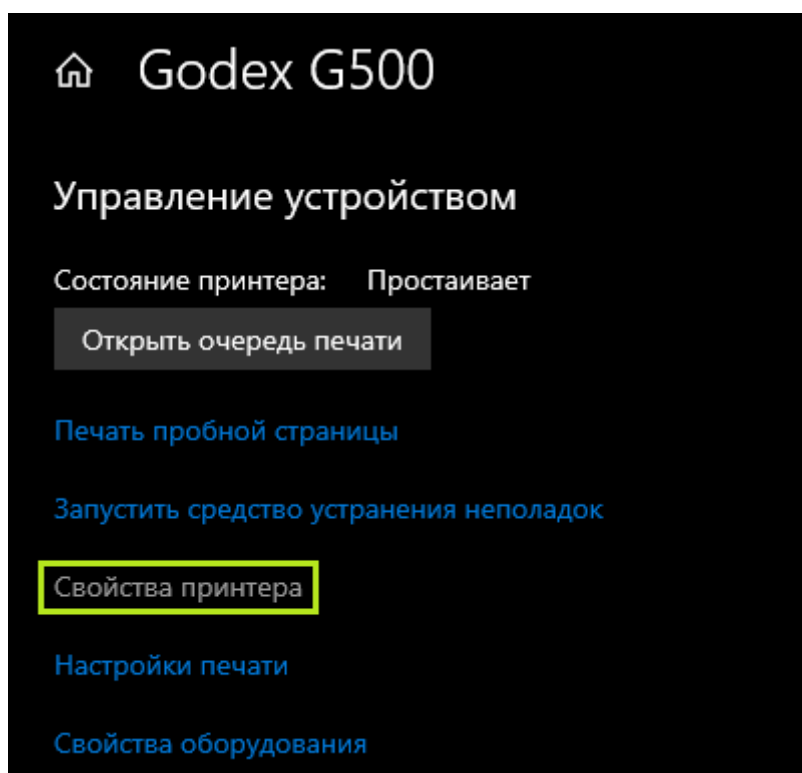 Godex G500
Управление устройством
Состояние принтера: Простаивает
Открыть очередь печати
Печать пробной страницы
Запустить средство устранения неполадок
Свойства принтера
Настройки печати
Свойства оборудования